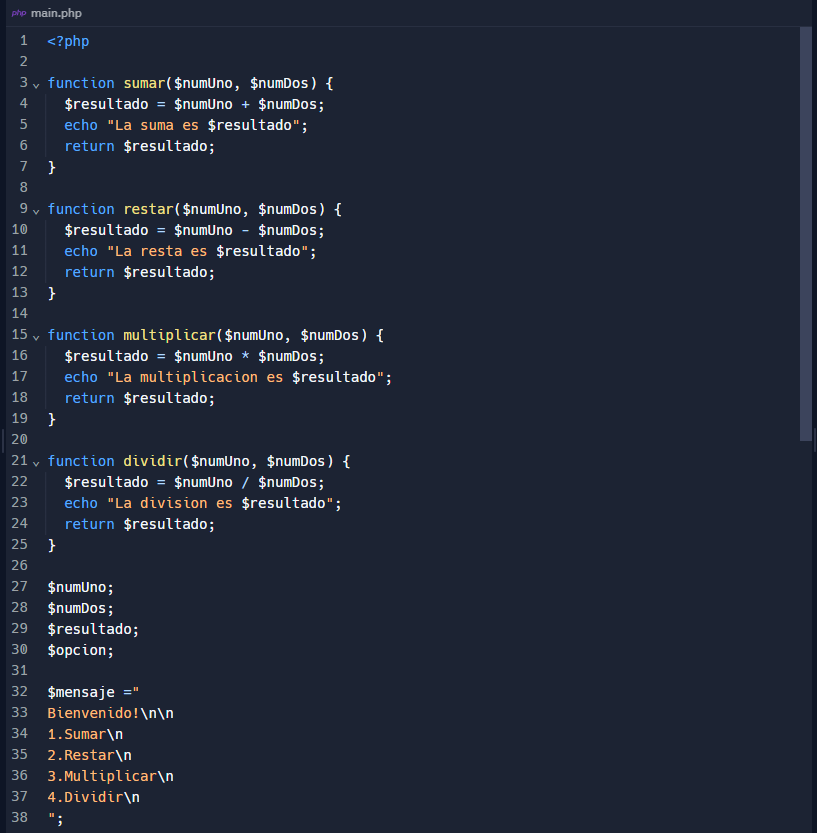 php main.php
1 <?php
2
3 function sumar($numUno, $numDos) {
4 $resultado = $numUno + $numDos;
5 echo "La suma es $resultado";
6 return $resultado;
7 }
8
9 function restar($numUno, $numDos) {
10 $resultado = $numUno - $numDos;
11 echo "La resta es $resultado";
12 return $resultado;
13 }
14
15 function multiplicar($numUno, $numDos) {
16 $resultado = $numUno * $numDos;
17 echo "La multiplicacion es $resultado";
18 return $resultado;
19 }
20
21 function dividir($numUno, $numDos) {
22 $resultado = $numUno / $numDos;
23 echo "La division es $resultado";
24 return $resultado;
25 }
26
27 $numUno;
28 $numDos;
29 $resultado;
30 $opcion;
31
32 $mensaje ="
33 Bienvenido!\n\n
34 1.Sumar\n
35 2.Restar\n
36 3.Multiplicar\n
37 4.Dividir\n
38 ";